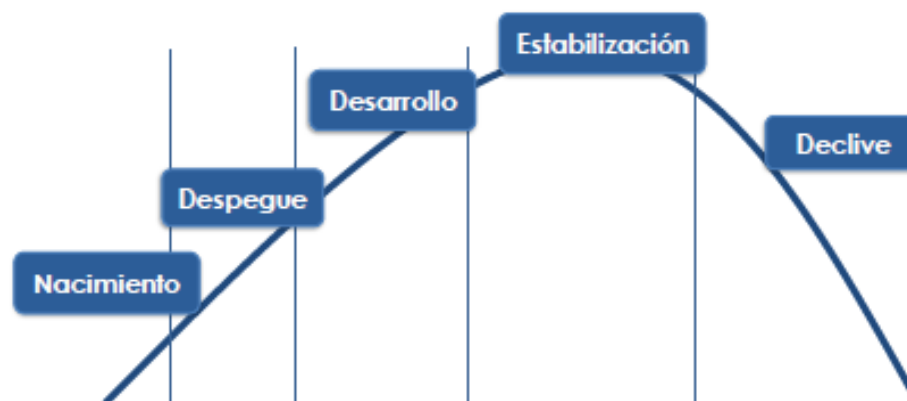 Nacimiento
Despegue
Desarrollo
Estabilización
Declive